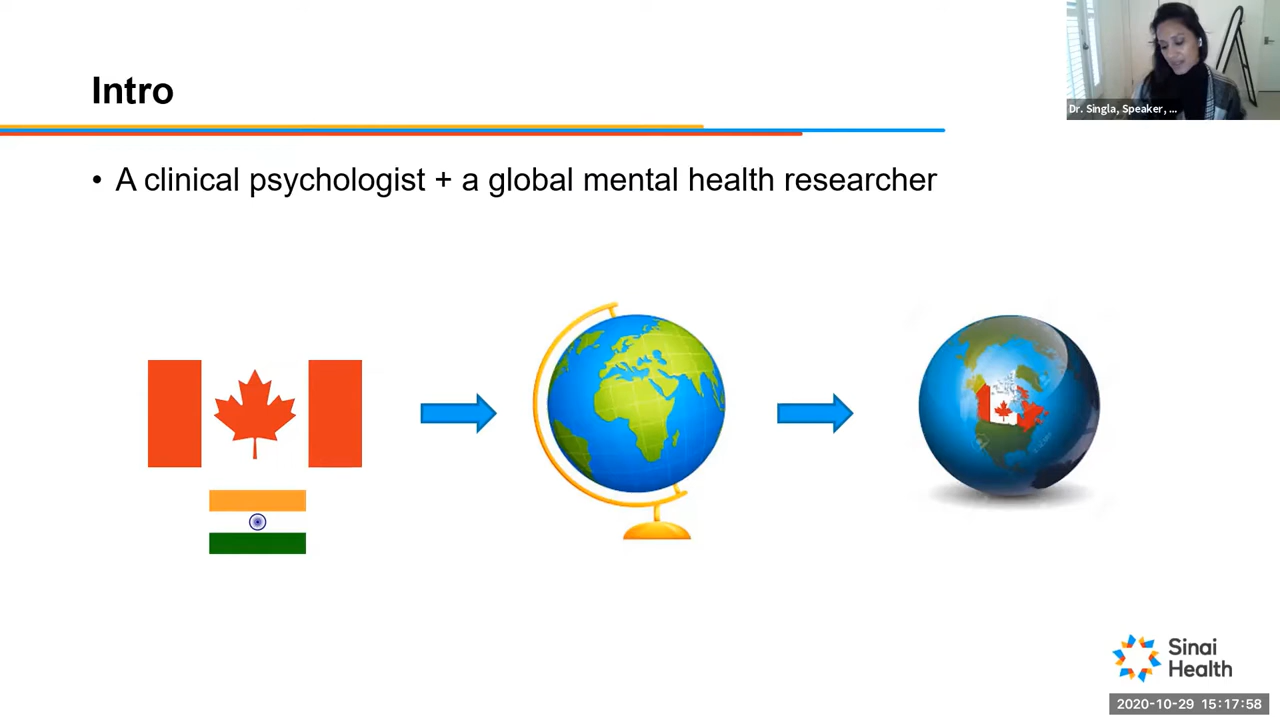 Intro
• A clinical psychologist + a global mental health researcher
Dr. Singla, Speaker, ...
Sinai
Health
2020-10-29 15:17:58